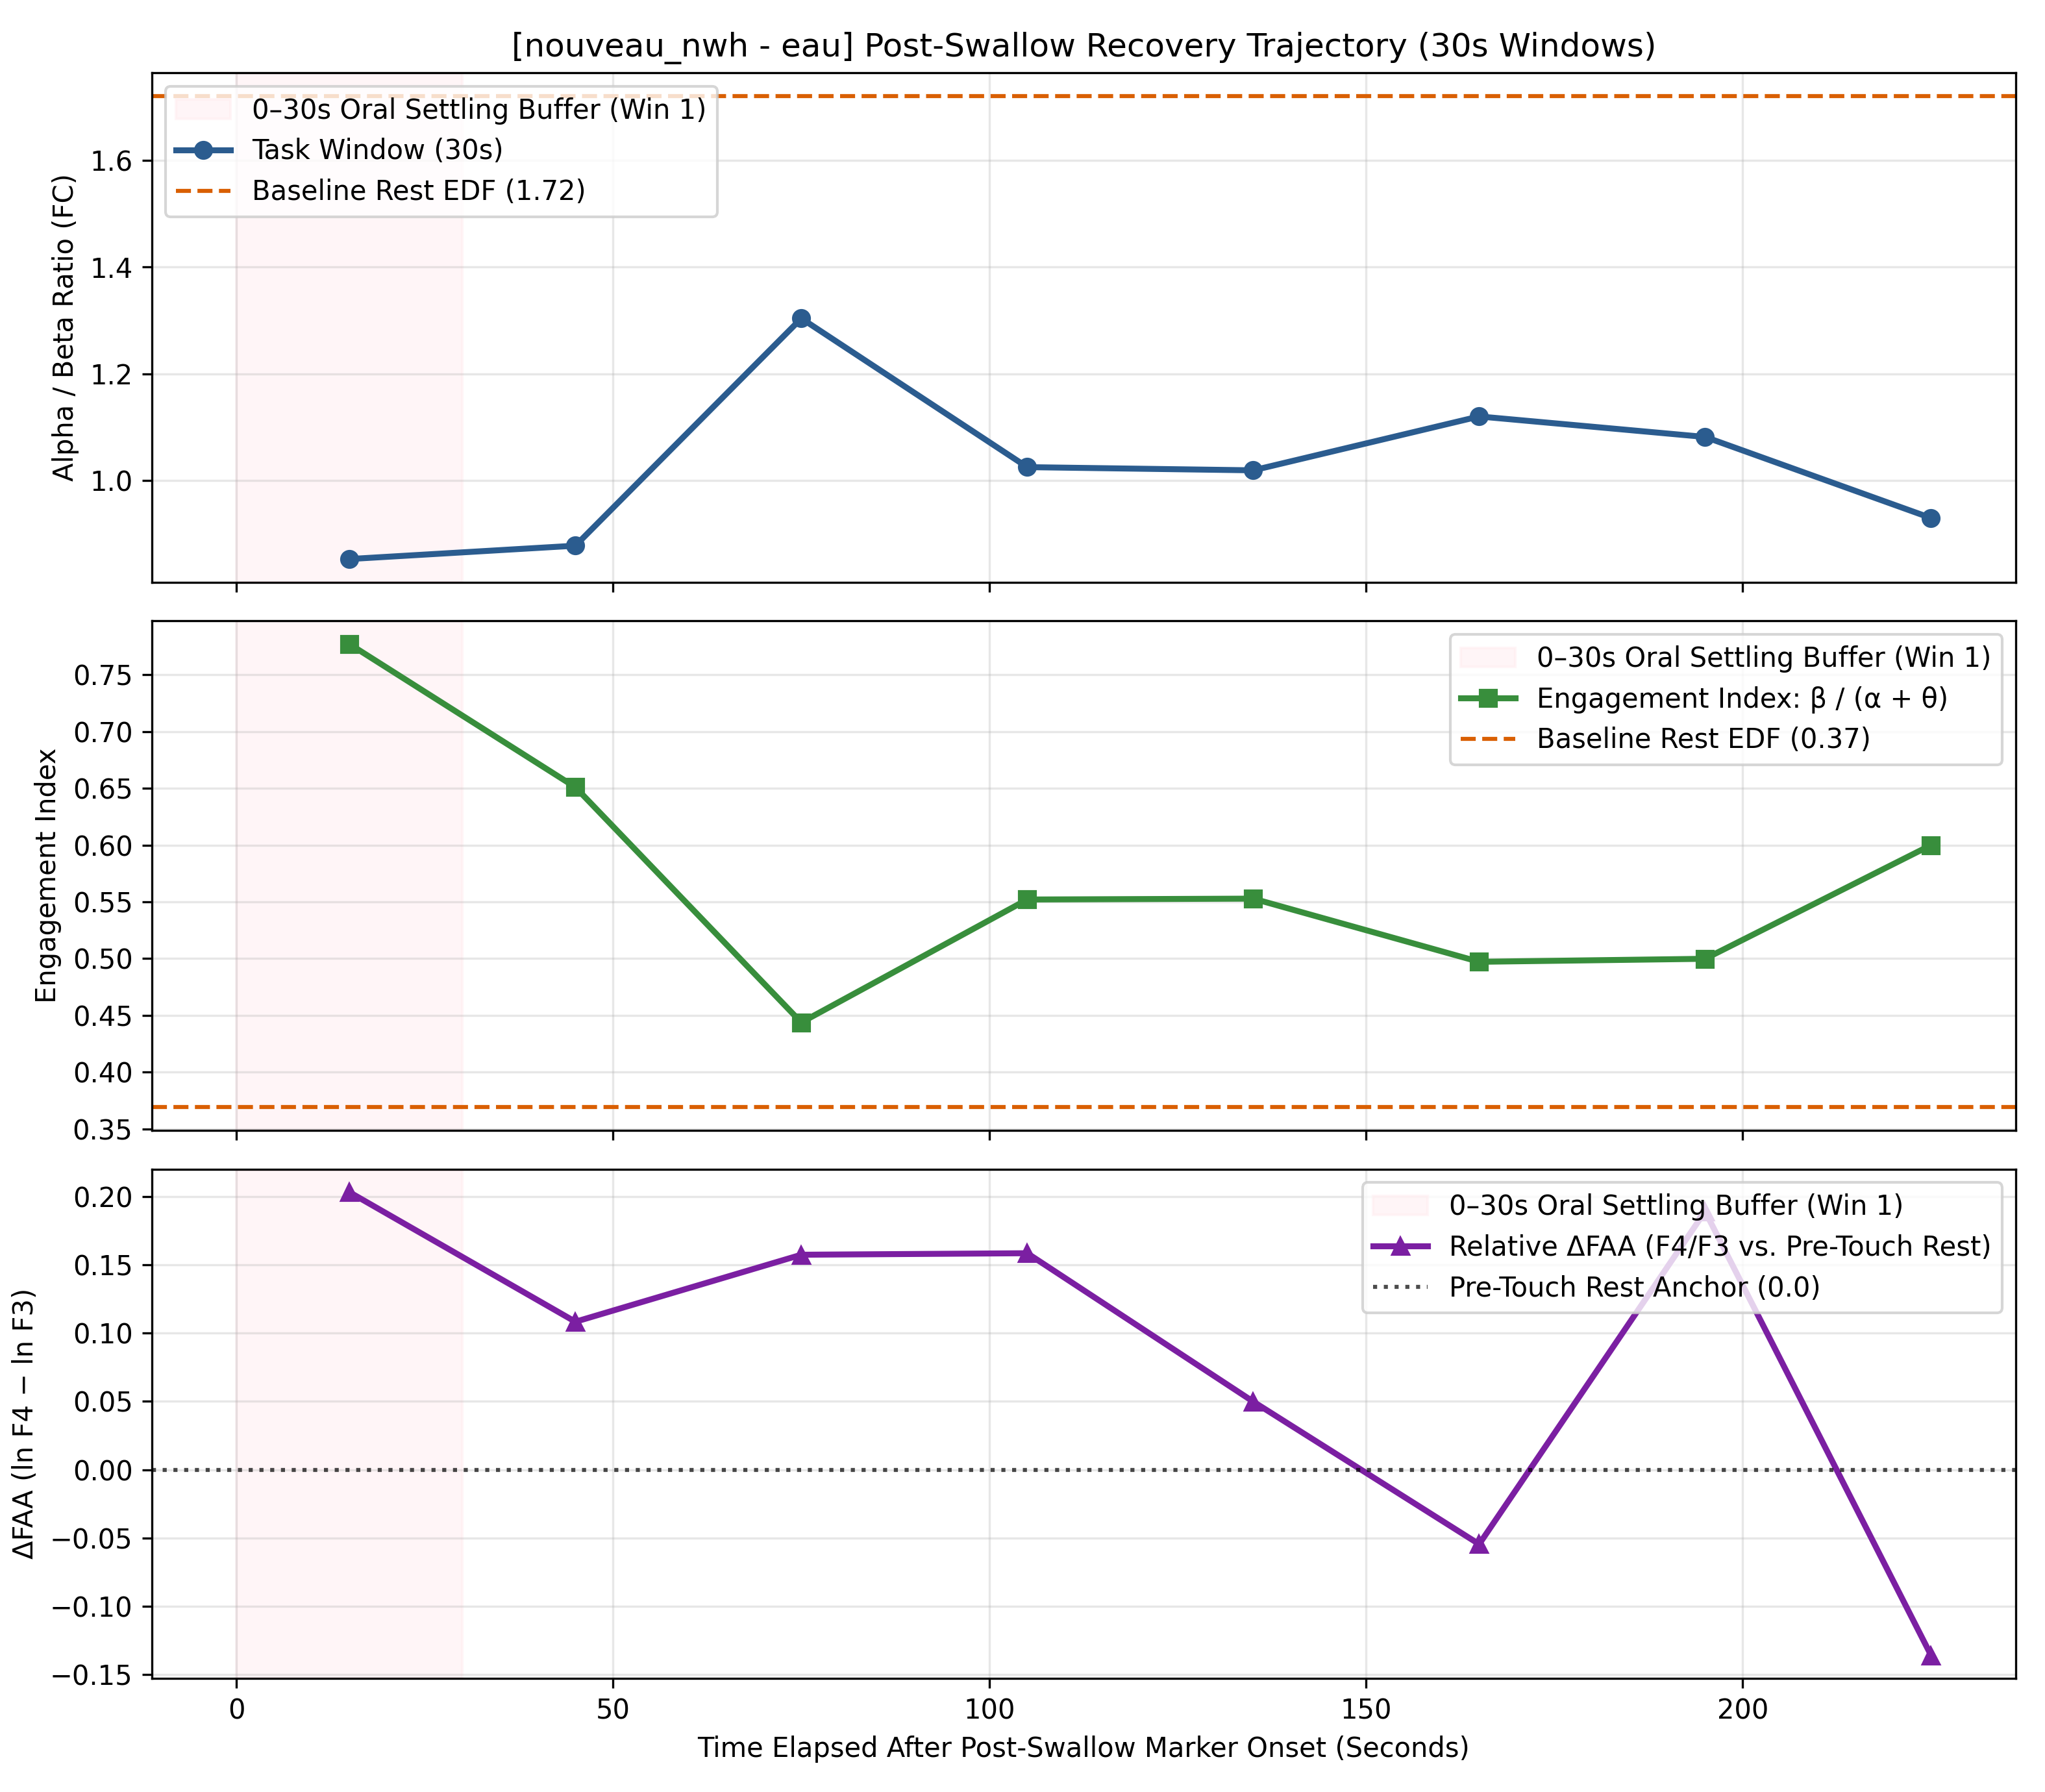 [nouveau_nwh - eau] Post-Swallow Recovery Trajectory (30s Windows)
Alpha / Beta Ratio (FC)
1.6
1.4
1.2
1.0
0–30s Oral Settling Buffer (Win 1)
Task Window (30s)
Baseline Rest EDF (1.72)
Engagement Index
0.75
0.70
0.65
0.60
0.55
0.50
0.45
0.40
0.35
0–30s Oral Settling Buffer (Win 1)
Engagement Index: β / (α + θ)
Baseline Rest EDF (0.37)
ΔFAA (ln F4 − ln F3)
0.20
0.15
0.10
0.05
0.00
−0.05
−0.10
−0.15
0–30s Oral Settling Buffer (Win 1)
Relative ΔFAA (F4/F3 vs. Pre-Touch Rest)
Pre-Touch Rest Anchor (0.0)
0 50 100 150 200
Time Elapsed After Post-Swallow Marker Onset (Seconds)